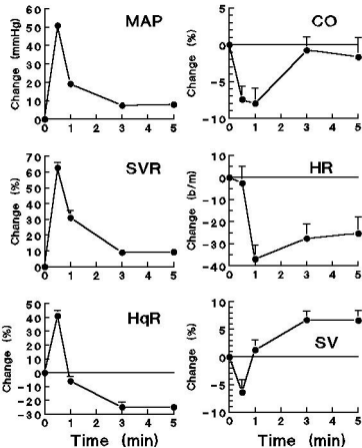 MAP
Change (mmHg)
60
50
40
30
20
10
0
0 1 2 3 4 5
CO
Change (%)
5
0
-5
-10
0 1 2 3 4 5
SVR
Change (%)
70
60
50
40
30
20
10
0
0 1 2 3 4 5
HR
Change (b/m)
10
0
-10
-20
-30
-40
0 1 2 3 4 5
HqR
Change (%)
50
40
30
20
10
0
-10
-20
-30
0 1 2 3 4 5
Time (min)
SV
Change (%)
10
5
0
5
-10
0 1 2 3 4 5
Time (min)